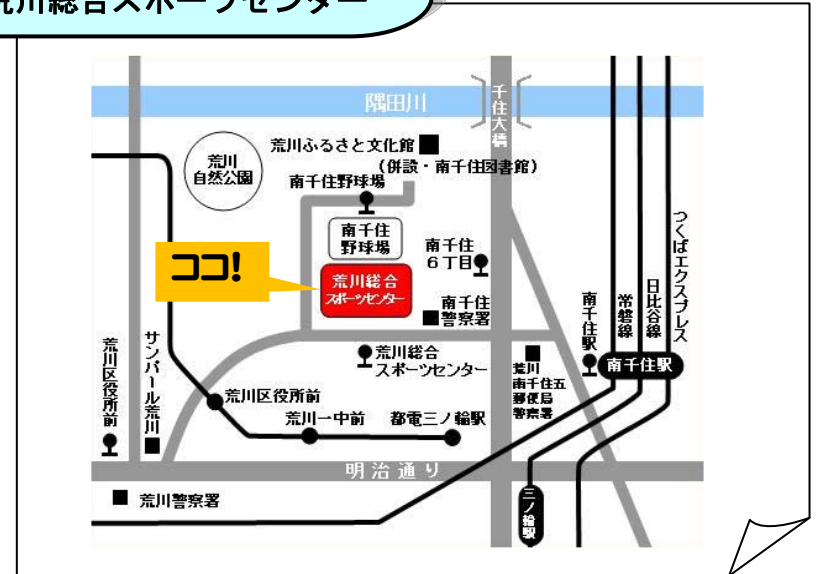 荒川総合スポーツセンター
隅田川
千住大橋
荒川ふるさと文化館
(併設・南千住図書館)
荒川
自然公園
南千住野球場
南千住
野球場
南千住
6丁目
ココ!
荒川総合
スポーツセンター
南千住
警察署
つくばエクスプレス
日比谷線
常磐線
南千住駅
南千住駅
荒川総合
スポーツセンター
荒川
南千住五
郵便局
警察署
サンパール荒川
荒川区役所前
荒川区役所前
荒川一中前
都電三ノ輪駅
明治通り
荒川警察署
三ノ輪駅